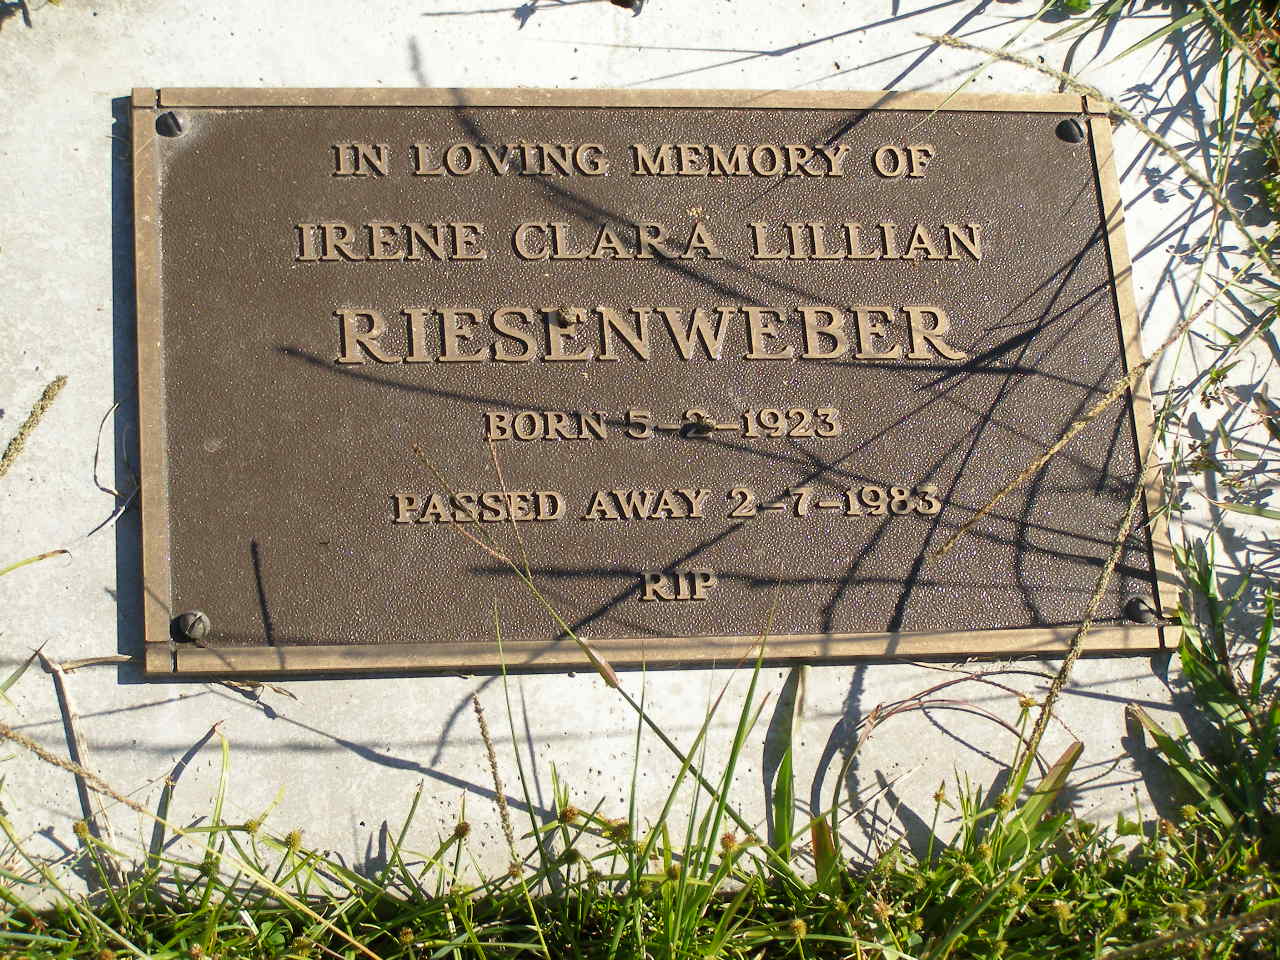 IN LOVING MEMORY OF
IRENE CLARA LILLIAN
RIESENWEBER
BORN 5-2-1923
PASSED AWAY 2-7-1983
RIP